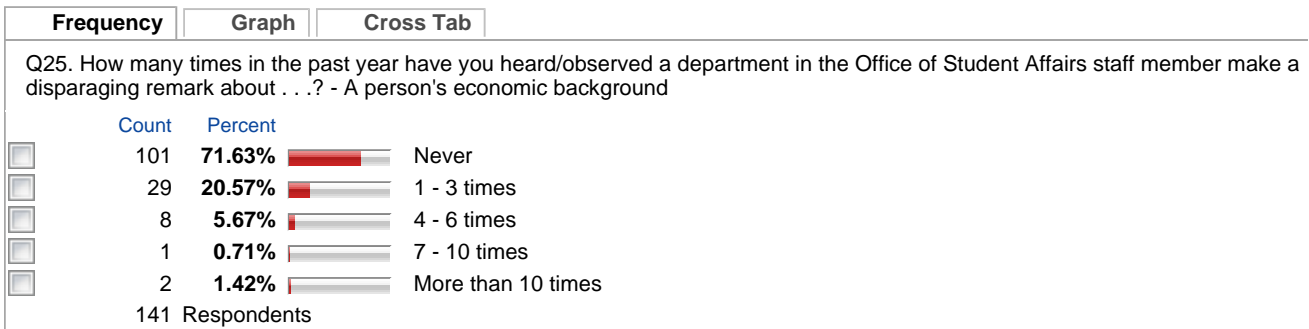 Frequency Graph Cross Tab
Q25. How many times in the past year have you heard/observed a department in the Office of Student Affairs staff member make a
disparaging remark about . . .? - A person's economic background
Count Percent
101 71.63% Never
29 20.57% 1 - 3 times
8 5.67% 4 - 6 times
1 0.71% 7 - 10 times
2 1.42% More than 10 times
141 Respondents